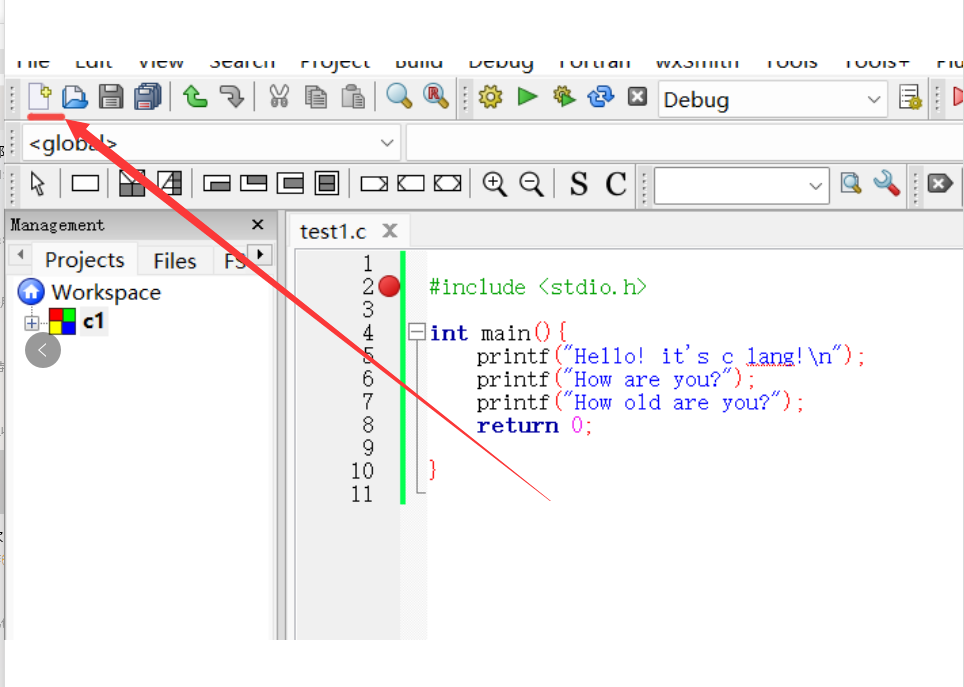 File Edit View Search Project Build Debug Fortran wxSmith Tools Tools+
Debug
<global>
S C
Management
test1.c
Projects Files FS
Workspace
c1
1
2 #include <stdio.h>
3
4 int main(){
5 printf("Hello! it's c lang!\n");
6 printf("How are you?");
7 printf("How old are you?");
8 return 0;
9
10 }
11